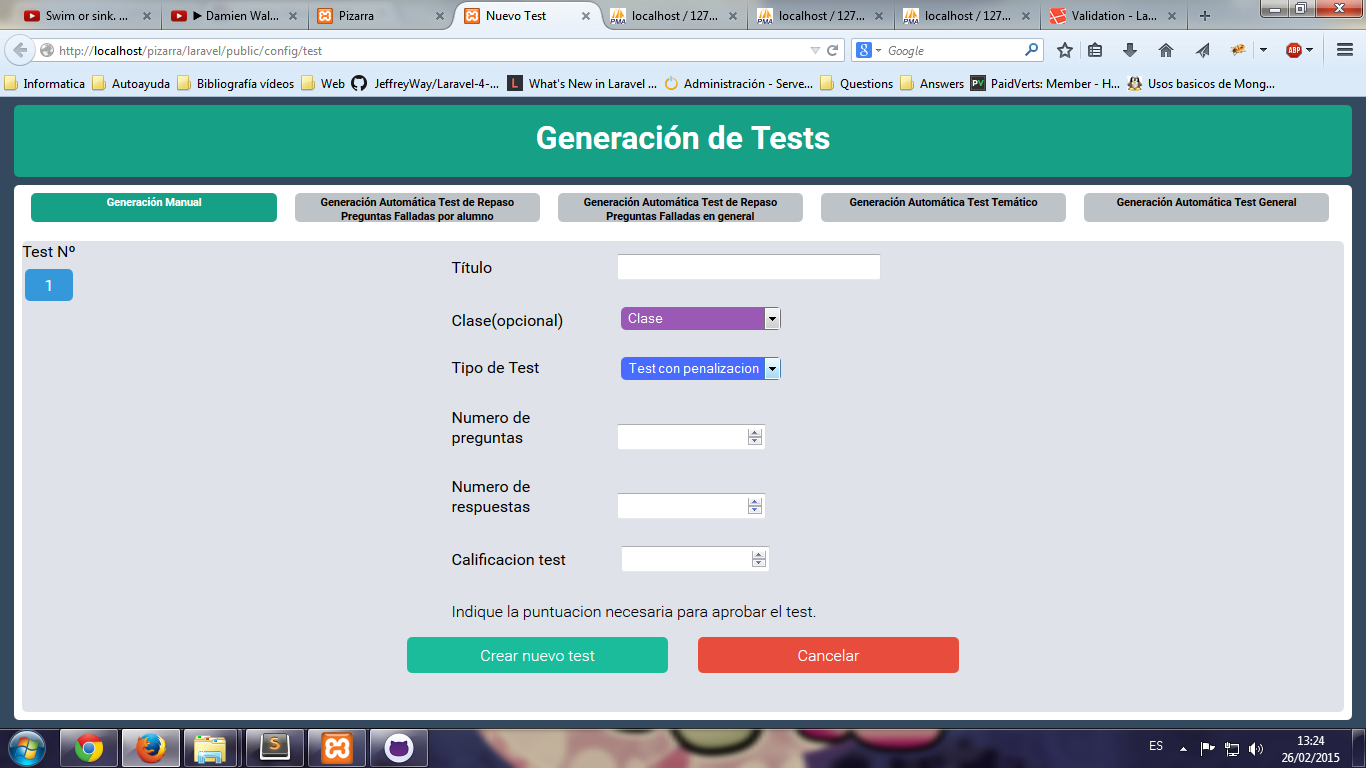 Swim or sink. ...
Damien Wal...
Pizarra
Nuevo Test
localhost / 127...
localhost / 127...
localhost / 127...
Validation - La...
http://localhost/pizarra/laravel/public/config/test
Google
Informatica
Autoayuda
Bibliografía vídeos
Web
JeffreyWay/Laravel-4-...
What's New in Laravel ...
Administración - Serve...
Questions
Answers
PaidVerts: Member - H...
Usos basicos de Mong...
Generación de Tests
Generación Manual
Generación Automática Test de Repaso
Preguntas Falladas por alumno
Generación Automática Test de Repaso
Preguntas Falladas en general
Generación Automática Test Temático
Generación Automática Test General
Test Nº
1
Título
Clase(opcional)
Clase
Tipo de Test
Test con penalizacion
Numero de
preguntas
Numero de
respuestas
Calificacion test
Indique la puntuacion necesaria para aprobar el test.
Crear nuevo test
Cancelar
ES
13:24
26/02/2015